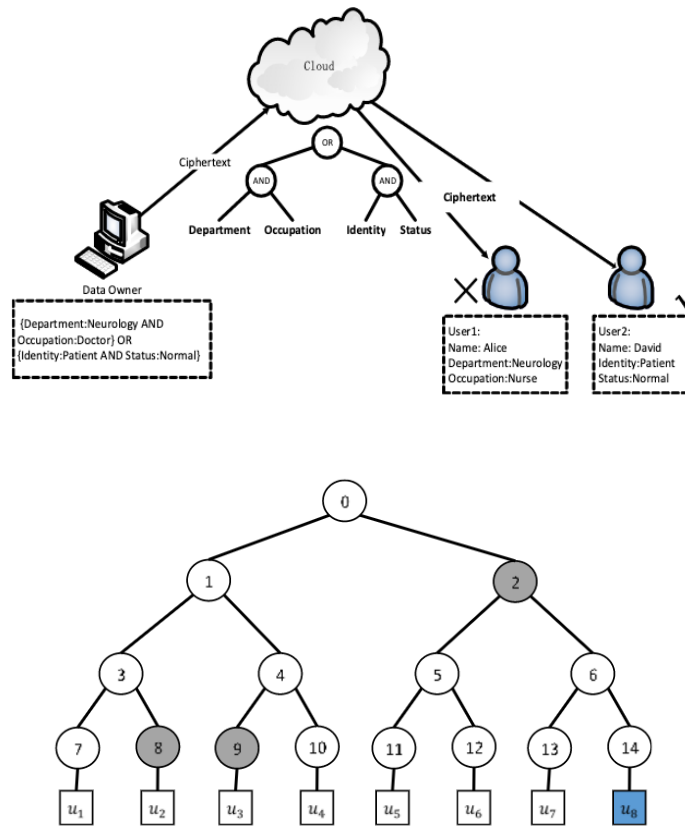 Cloud
OR
Ciphertext
AND
AND
Ciphertext
Department Occupation Identity Status
Data Owner
{Department:Neurology AND
Occupation:Doctor} OR
{Identity:Patient AND Status:Normal}
User1:
Name: Alice
Department:Neurology
Occupation:Nurse
User2:
Name: David
Identity:Patient
Status:Normal
0
1 2
3 4 5 6
7 8 9 10 11 12 13 14
u₁ u₂ u₃ u₄ u₅ u₆ u₇ u₈